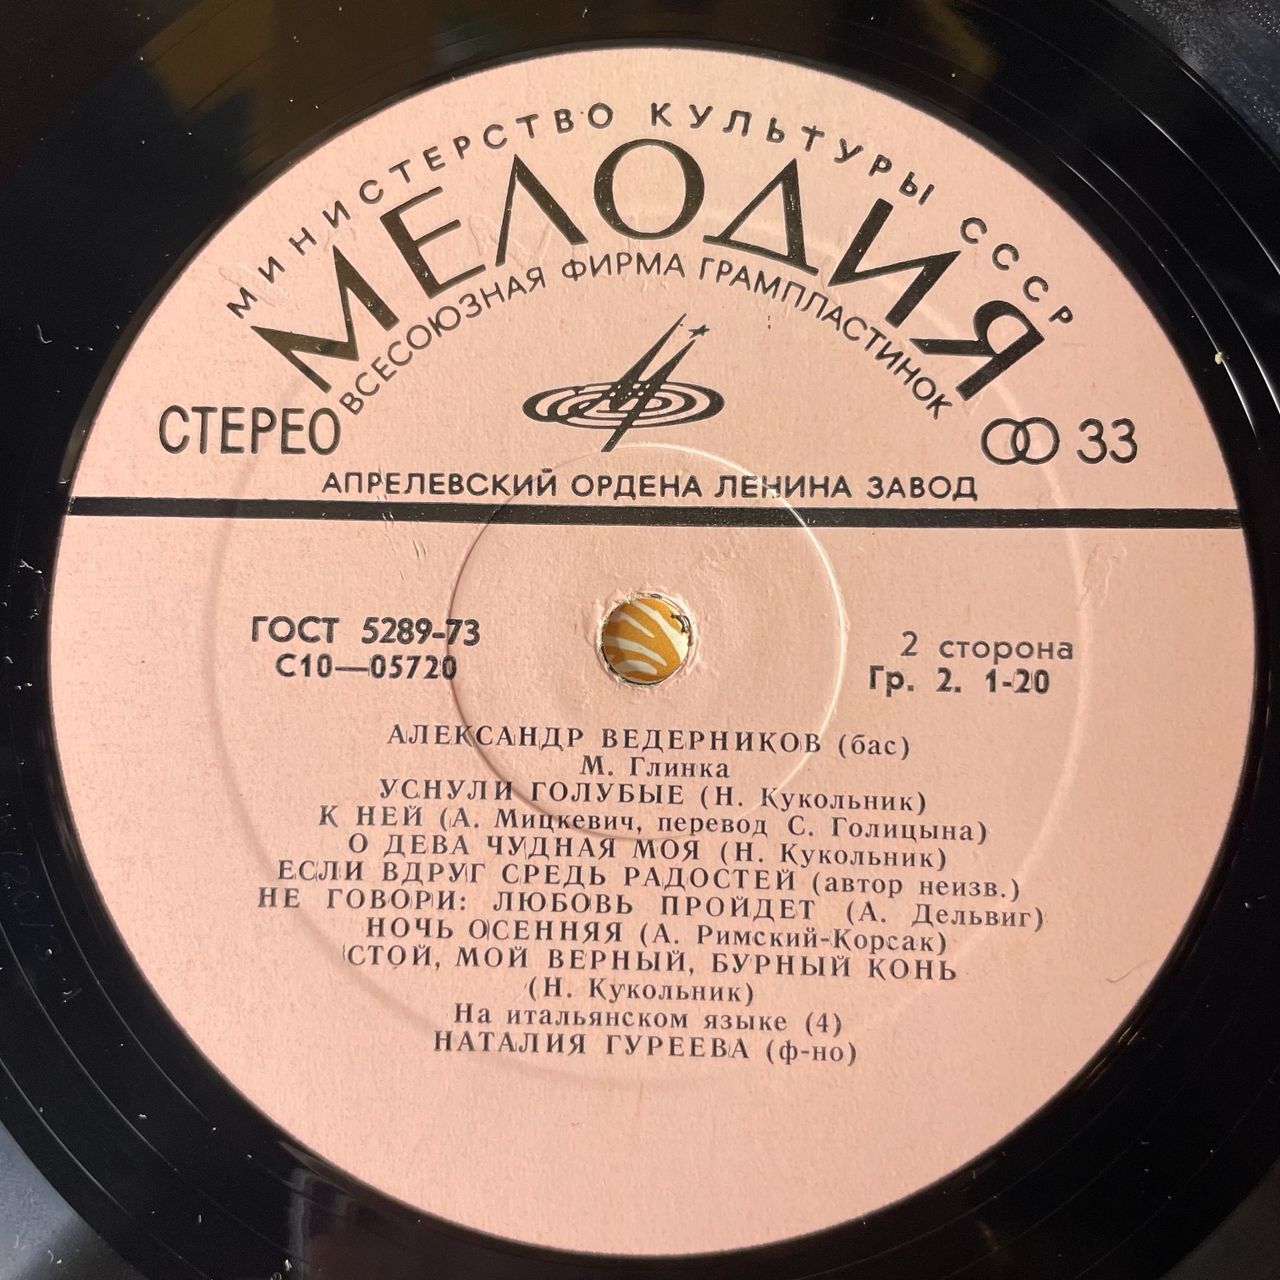 МИНИСТЕРСТВО КУЛЬТУРЫ СССР
МЕЛОДИЯ
ВСЕСОЮЗНАЯ ФИРМА ГРАМПЛАСТИНОК
СТЕРЕО
33
АПРЕЛЕВСКИЙ ОРДЕНА ЛЕНИНА ЗАВОД
ГОСТ 5289-73
С10—05720
2 сторона
Гр. 2. 1-20
АЛЕКСАНДР ВЕДЕРНИКОВ (бас)
М. Глинка
УСНУЛИ ГОЛУБЫЕ (Н. Кукольник)
К НЕЙ (А. Мицкевич, перевод С. Голицына)
О ДЕВА ЧУДНАЯ МОЯ (Н. Кукольник)
ЕСЛИ ВДРУГ СРЕДЬ РАДОСТЕЙ (автор неизв.)
НЕ ГОВОРИ: ЛЮБОВЬ ПРОЙДЕТ (А. Дельвиг)
НОЧЬ ОСЕННЯЯ (А. Римский-Корсак)
СТОЙ, МОЙ ВЕРНЫЙ, БУРНЫЙ КОНЬ
(Н. Кукольник)
На итальянском языке (4)
НАТАЛИЯ ГУРЕЕВА (ф-но)